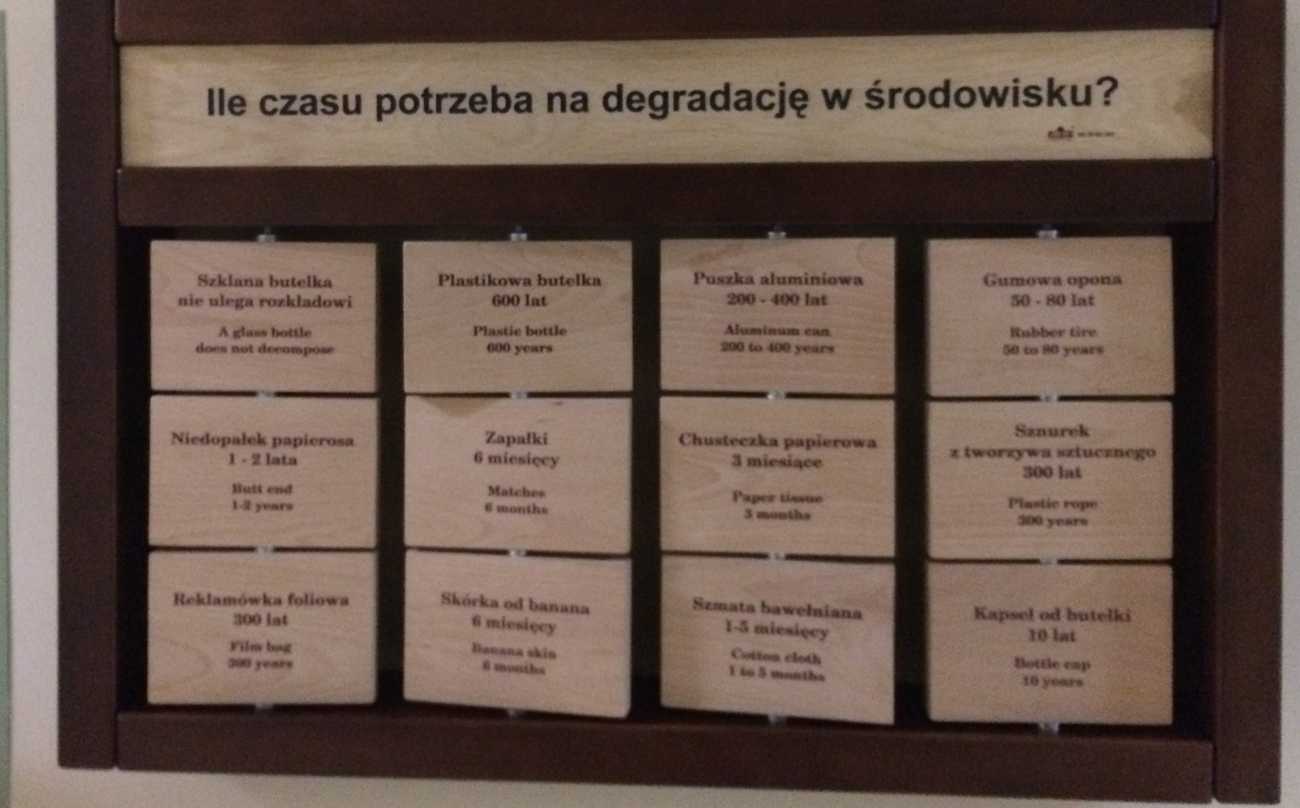 Ile czasu potrzeba na degradację w środowisku?
Szklana butelka
nie ulega rozkładowi
A glass bottle
does not decompose
Plastikowa butelka
600 lat
Plastic bottle
600 years
Puszka aluminiowa
200 - 400 lat
Aluminum can
200 to 400 years
Gumowa opona
50 - 80 lat
Rubber tire
50 to 80 years
Niedopałek papierosa
1 - 2 lata
Butt end
1-2 years
Zapałki
6 miesięcy
Matches
6 months
Chusteczka papierowa
3 miesiące
Paper tissue
3 months
Sznurek
z tworzywa sztucznego
300 lat
Plastic rope
300 years
Reklamówka foliowa
300 lat
Film bag
300 years
Skórka od banana
6 miesięcy
Banana skin
6 months
Szmata bawełniana
1-5 miesięcy
Cotton cloth
1 to 5 months
Kapsel od butelki
10 lat
Bottle cap
10 years